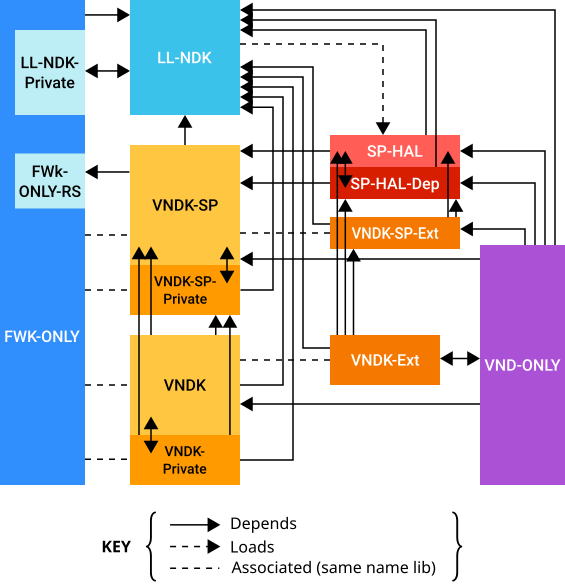 LL-NDK
LL-NDK-
Private
FWk-
ONLY-RS
VNDK-SP
SP-HAL
SP-HAL-Dep
VNDK-SP-Ext
VNDK-SP-
Private
FWK-ONLY
VNDK-Ext
VND-ONLY
VNDK
VNDK-
Private
KEY
Depends
Loads
Associated (same name lib)